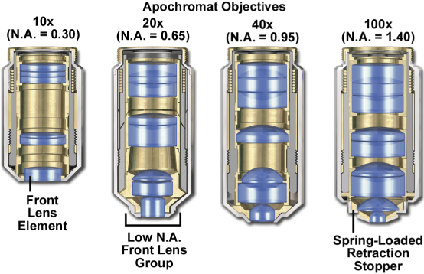 Apochromat Objectives
10x
(N.A. = 0.30)
20x
(N.A. = 0.65)
40x
(N.A. = 0.95)
100x
(N.A. = 1.40)
Front
Lens
Element
Low N.A.
Front Lens
Group
Spring-Loaded
Retraction
Stopper